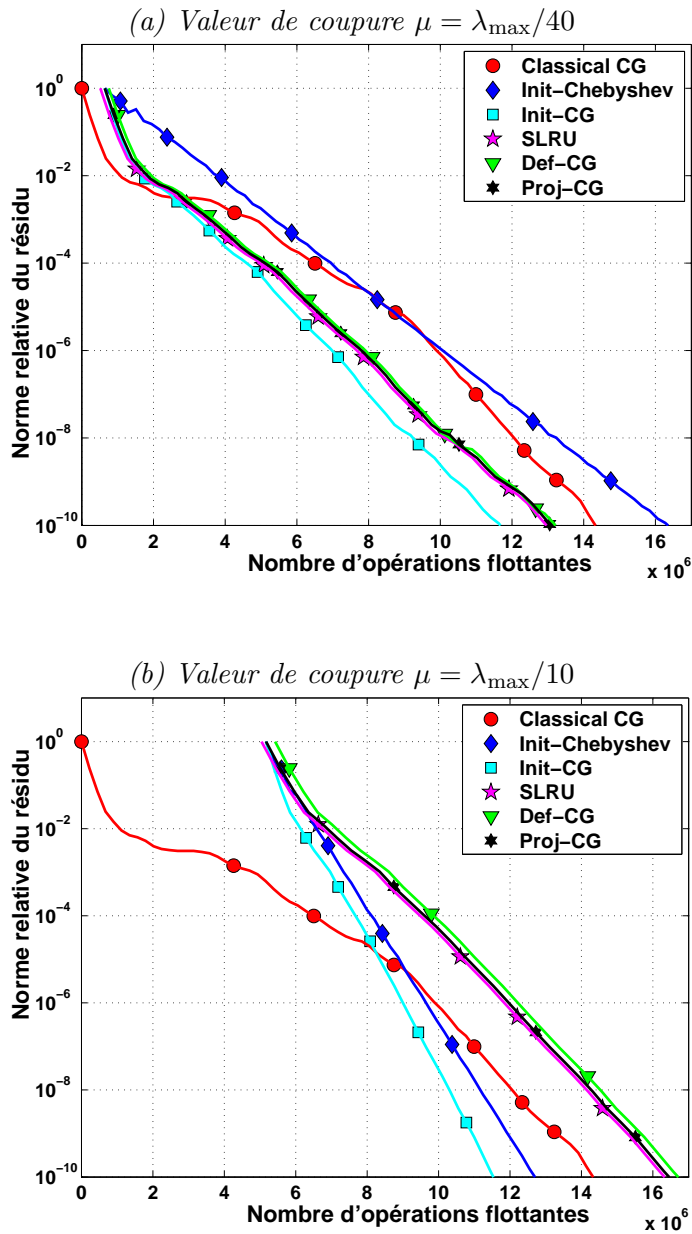 (a) Valeur de coupure μ = λmax/40
10^0
10^−2
10^−4
10^−6
10^−8
10^−10
Norme relative du résidu
Classical CG
Init−Chebyshev
Init−CG
SLRU
Def−CG
Proj−CG
0 2 4 6 8 10 12 14 16
Nombre d'opérations flottantes
x 10^6
(b) Valeur de coupure μ = λmax/10
10^0
10^−2
10^−4
10^−6
10^−8
10^−10
Norme relative du résidu
Classical CG
Init−Chebyshev
Init−CG
SLRU
Def−CG
Proj−CG
0 2 4 6 8 10 12 14 16
Nombre d'opérations flottantes
x 10^6